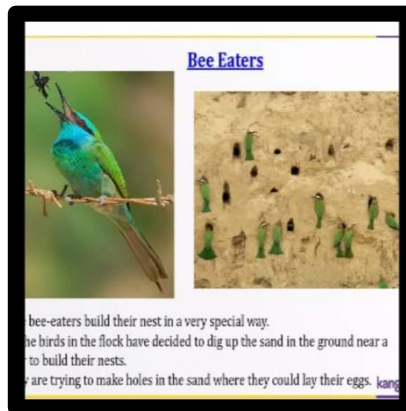 Bee Eaters
bee-eaters build their nest in a very special way.
he birds in the flock have decided to dig up the sand in the ground near a
to build their nests.
y are trying to make holes in the sand where they could lay their eggs.
kang